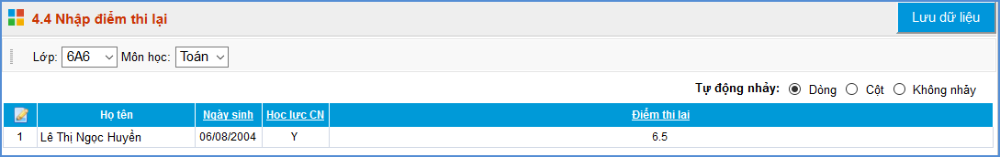 4.4 Nhập điểm thi lại
Lưu dữ liệu
Lớp: 6A6 Môn học: Toán
Tự động nhảy: Dòng Cột Không nhảy
Họ tên Ngày sinh Học lực CN Điểm thi lại
1 Lê Thị Ngọc Huyền 06/08/2004 Y 6.5